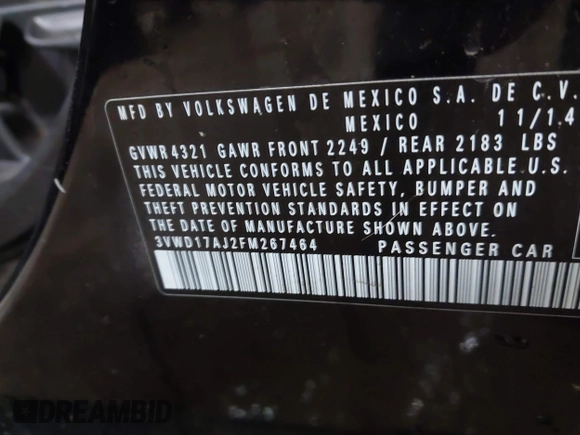 MFD BY VOLKSWAGEN DE MEXICO S.A. DE C.V.
MEXICO 11/14
GVWR 4321 GAWR FRONT 2249 / REAR 2183 LBS
THIS VEHICLE CONFORMS TO ALL APPLICABLE U.S.
FEDERAL MOTOR VEHICLE SAFETY, BUMPER AND
THEFT PREVENTION STANDARDS IN EFFECT ON
THE DATE OF MANUFACTURE SHOWN ABOVE.
3VWD17AJ2FM267464 PASSENGER CAR
DREAMBID